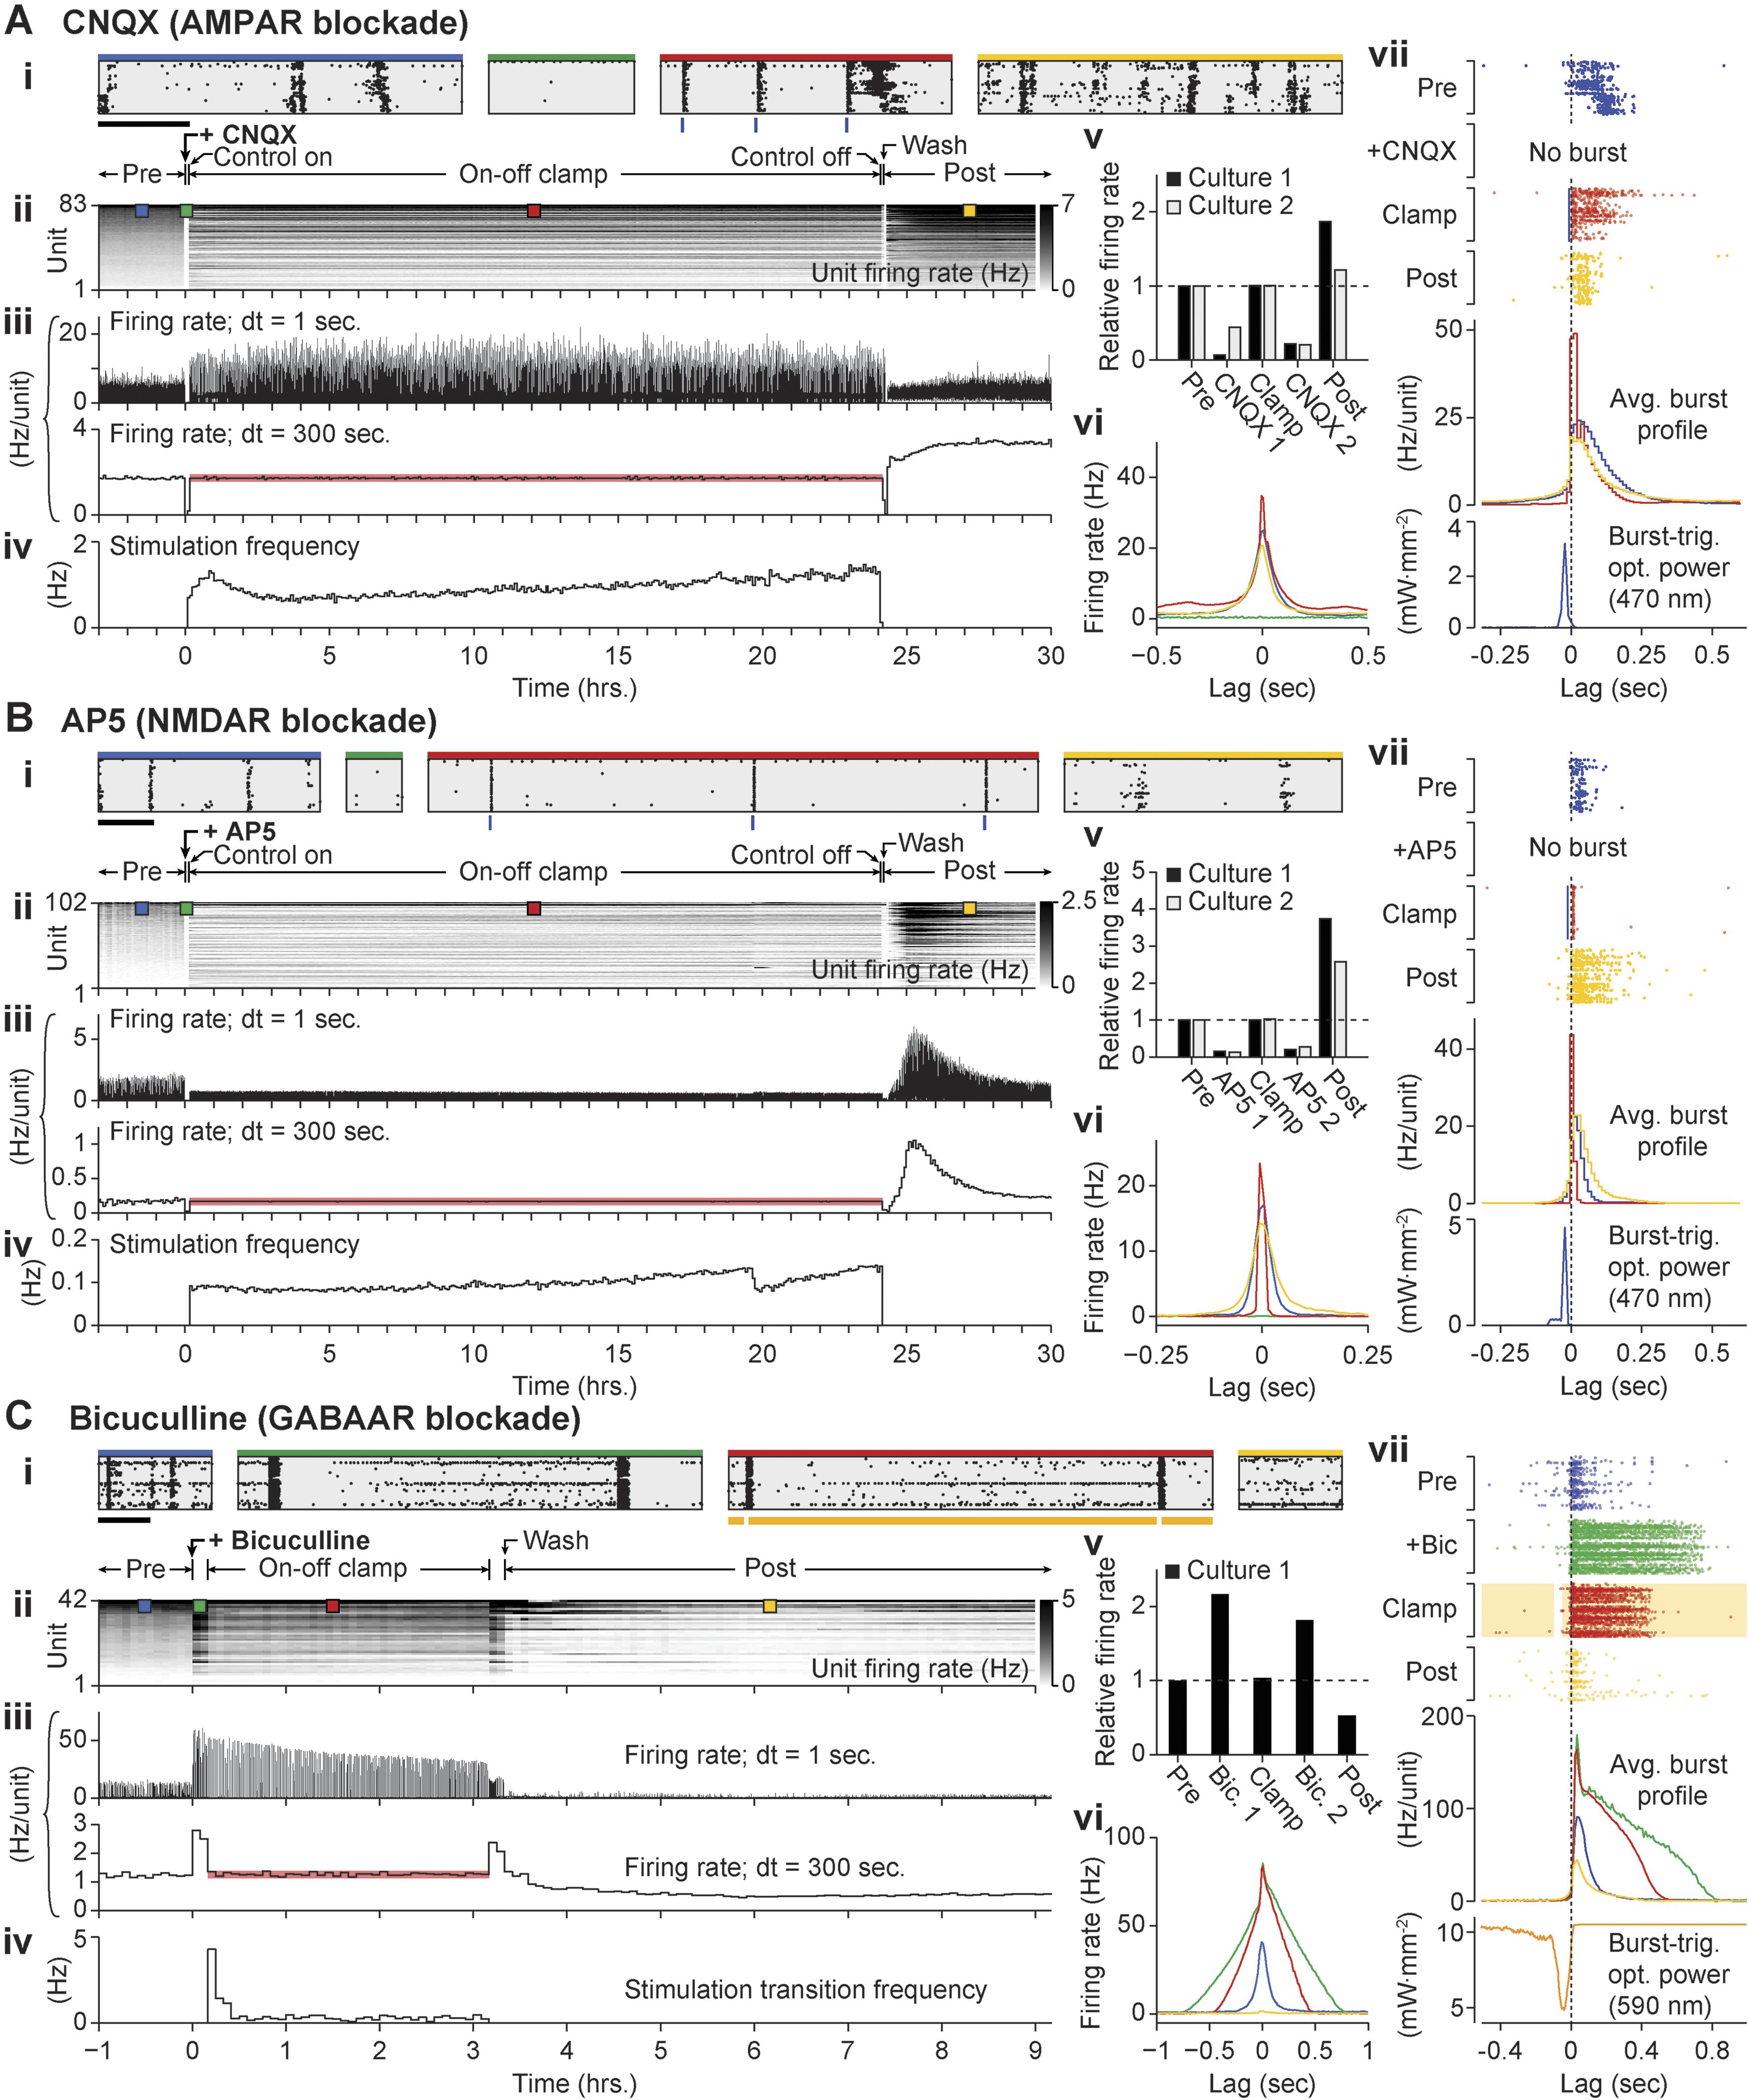 A CNQX (AMPAR blockade)
i
+ CNQX
Control on
Control off
Wash
Pre
On-off clamp
Post
ii
83
Unit
1
7
Unit firing rate (Hz)
0
iii
Firing rate; dt = 1 sec.
20
0
(Hz/unit)
4
Firing rate; dt = 300 sec.
0
iv
2
Stimulation frequency
(Hz)
0
0 5 10 15 20 25 30
Time (hrs.)
v
Relative firing rate
Culture 1
Culture 2
2
1
0
Pre CNQX 1 Clamp CNQX 2 Post
vi
Firing rate (Hz)
40
20
0
−0.5 0 0.5
Lag (sec)
vii
Pre
+CNQX No burst
Clamp
Post
50
25
0
(Hz/unit)
Avg. burst
profile
4
2
0
(mW·mm-2)
Burst-trig.
opt. power
(470 nm)
-0.25 0 0.25 0.5
Lag (sec)
B AP5 (NMDAR blockade)
i
+ AP5
Control on
Control off
Wash
Pre
On-off clamp
Post
ii
102
Unit
1
2.5
Unit firing rate (Hz)
0
iii
Firing rate; dt = 1 sec.
5
0
(Hz/unit)
Firing rate; dt = 300 sec.
1
0.5
0
iv
0.2
Stimulation frequency
0.1
(Hz)
0
0 5 10 15 20 25 30
Time (hrs.)
v
Relative firing rate
Culture 1
Culture 2
5
4
3
2
1
0
Pre AP5 1 Clamp AP5 2 Post
vi
Firing rate (Hz)
20
10
0
−0.25 0 0.25
Lag (sec)
vii
Pre
+AP5 No burst
Clamp
Post
40
20
0
(Hz/unit)
Avg. burst
profile
5
0
(mW·mm-2)
Burst-trig.
opt. power
(470 nm)
-0.25 0 0.25 0.5
Lag (sec)
C Bicuculline (GABAAR blockade)
i
+ Bicuculline
Wash
Pre
On-off clamp
Post
ii
42
Unit
1
5
Unit firing rate (Hz)
0
iii
50
Firing rate; dt = 1 sec.
0
(Hz/unit)
3
2
1
0
Firing rate; dt = 300 sec.
iv
5
(Hz)
Stimulation transition frequency
0
−1 0 1 2 3 4 5 6 7 8 9
Time (hrs.)
v
Relative firing rate
Culture 1
2
1
0
Pre Bic. 1 Clamp Bic. 2 Post
vi
Firing rate (Hz)
100
50
0
−1 −0.5 0 0.5 1
Lag (sec)
vii
Pre
+Bic
Clamp
Post
200
100
0
(Hz/unit)
Avg. burst
profile
10
5
(mW·mm-2)
Burst-trig.
opt. power
(590 nm)
-0.4 0 0.4 0.8
Lag (sec)